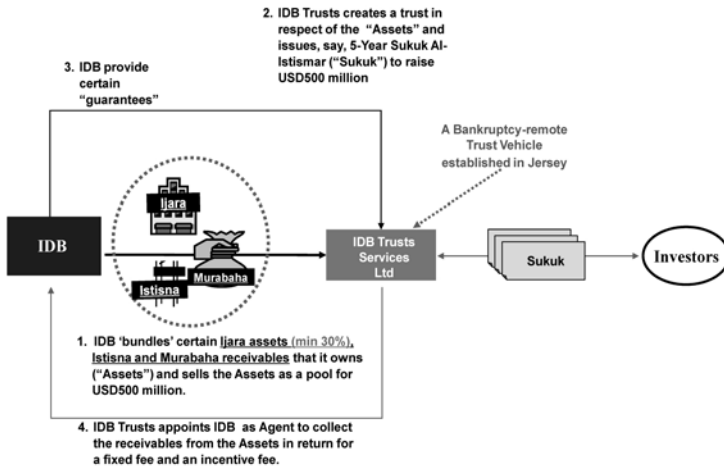 2. IDB Trusts creates a trust in
respect of the “Assets” and
issues, say, 5-Year Sukuk Al-
Istismar (“Sukuk”) to raise
USD500 million
3. IDB provide
certain
“guarantees”
A Bankruptcy-remote
Trust Vehicle
established in Jersey
Ijara
IDB
Murabaha
Istisna
IDB Trusts
Services
Ltd
Sukuk
Investors
1. IDB ‘bundles’ certain Ijara assets (min 30%),
Istisna and Murabaha receivables that it owns
(“Assets”) and sells the Assets as a pool for
USD500 million.
4. IDB Trusts appoints IDB as Agent to collect
the receivables from the Assets in return for
a fixed fee and an incentive fee.